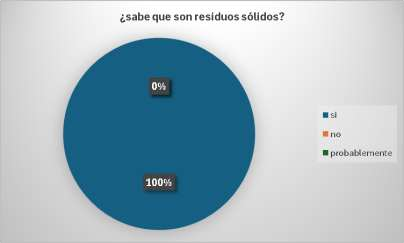 ¿sabe que son residuos sólidos?
0%
100%
si
no
probablemente